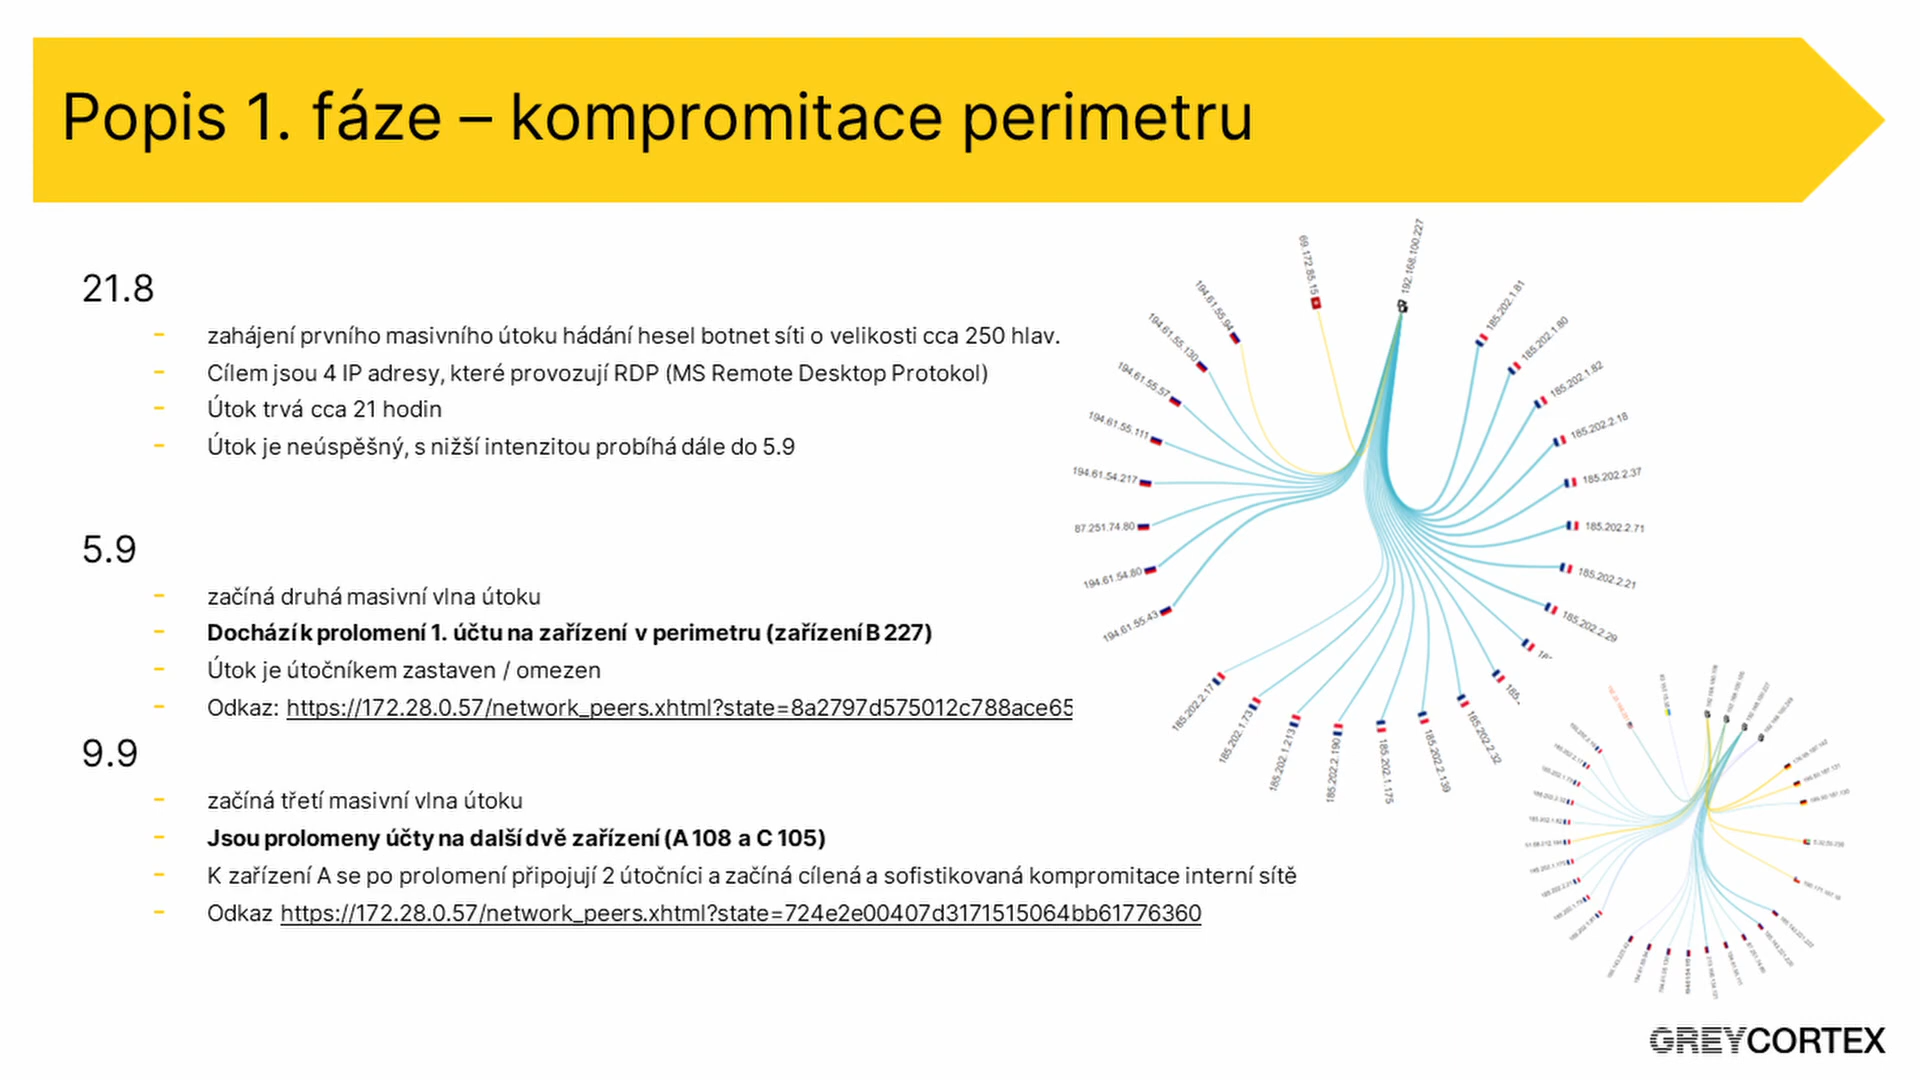 Popis 1. fáze – kompromitace perimetru
21.8
- zahájení prvního masivního útoku hádání hesel botnet síti o velikosti cca 250 hlav.
- Cílem jsou 4 IP adresy, které provozují RDP (MS Remote Desktop Protokol)
- Útok trvá cca 21 hodin
- Útok je neúspěšný, s nižší intenzitou probíhá dále do 5.9
5.9
- začíná druhá masivní vlna útoku
- Dochází k prolomení 1. účtu na zařízení v perimetru (zařízení B 227)
- Útok je útočníkem zastaven / omezen
- Odkaz: https://172.28.0.57/network_peers.xhtml?state=8a2797d575012c788ace65
9.9
- začíná třetí masivní vlna útoku
- Jsou prolomeny účty na další dvě zařízení (A 108 a C 105)
- K zařízení A se po prolomení připojují 2 útočníci a začíná cílená a sofistikovaná kompromitace interní sítě
- Odkaz https://172.28.0.57/network_peers.xhtml?state=724e2e00407d3171515064bb61776360
192.168.100.227
185.202.1.81
185.202.1.80
185.202.1.82
185.202.2.18
185.202.2.37
185.202.2.71
185.202.2.21
185.202.2.29
185.202.2.32
185.202.2.139
185.202.1.175
185.202.2.190
185.202.1.213
185.202.1.73
185.202.2.17
194.61.55.43
194.61.54.80
87.251.74.80
194.61.54.217
194.61.55.111
194.61.55.57
194.61.55.130
194.61.55.94
69.172.85.15
GREYCORTEX